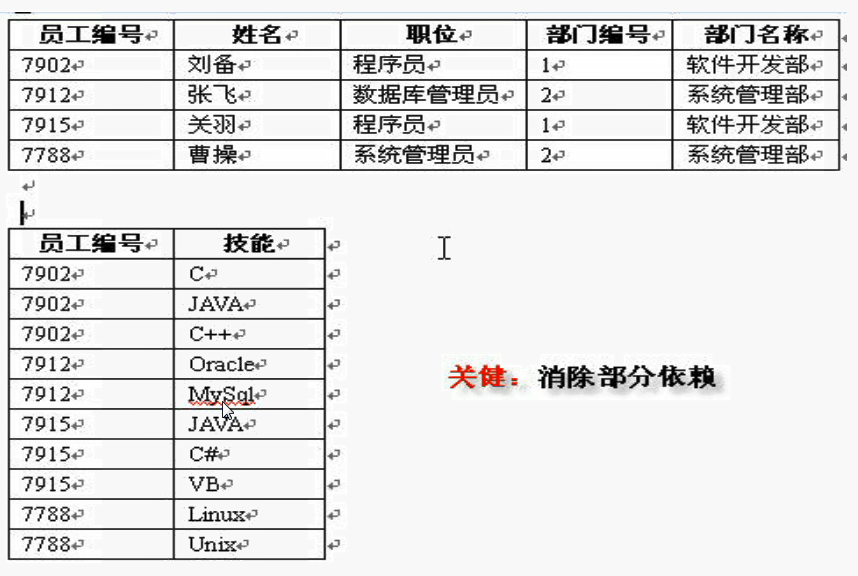 员工编号 姓名 职位 部门编号 部门名称
7902 刘备 程序员 1 软件开发部
7912 张飞 数据库管理员 2 系统管理部
7915 关羽 程序员 1 软件开发部
7788 曹操 系统管理员 2 系统管理部
员工编号 技能
7902 C
7902 JAVA
7902 C++
7912 Oracle
7912 MySql
7915 JAVA
7915 C#
7915 VB
7788 Linux
7788 Unix
关健：消除部分依赖